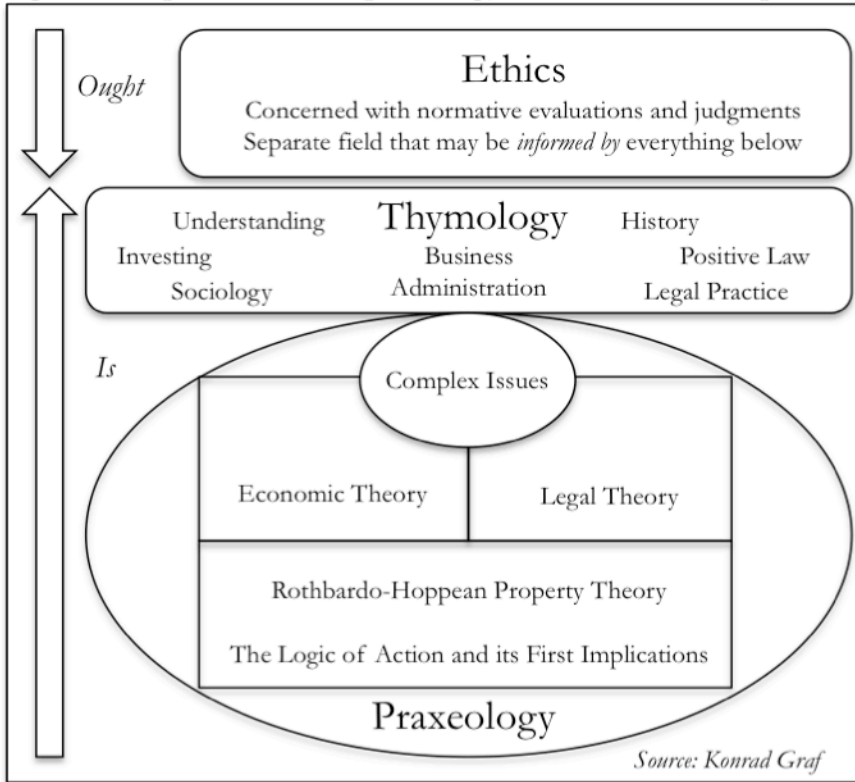 Ought
Ethics
Concerned with normative evaluations and judgments
Separate field that may be informed by everything below
Understanding Thymology History
Investing Business Positive Law
Sociology Administration Legal Practice
Is
Complex Issues
Economic Theory Legal Theory
Rothbardo-Hoppean Property Theory
The Logic of Action and its First Implications
Praxeology
Source: Konrad Graf